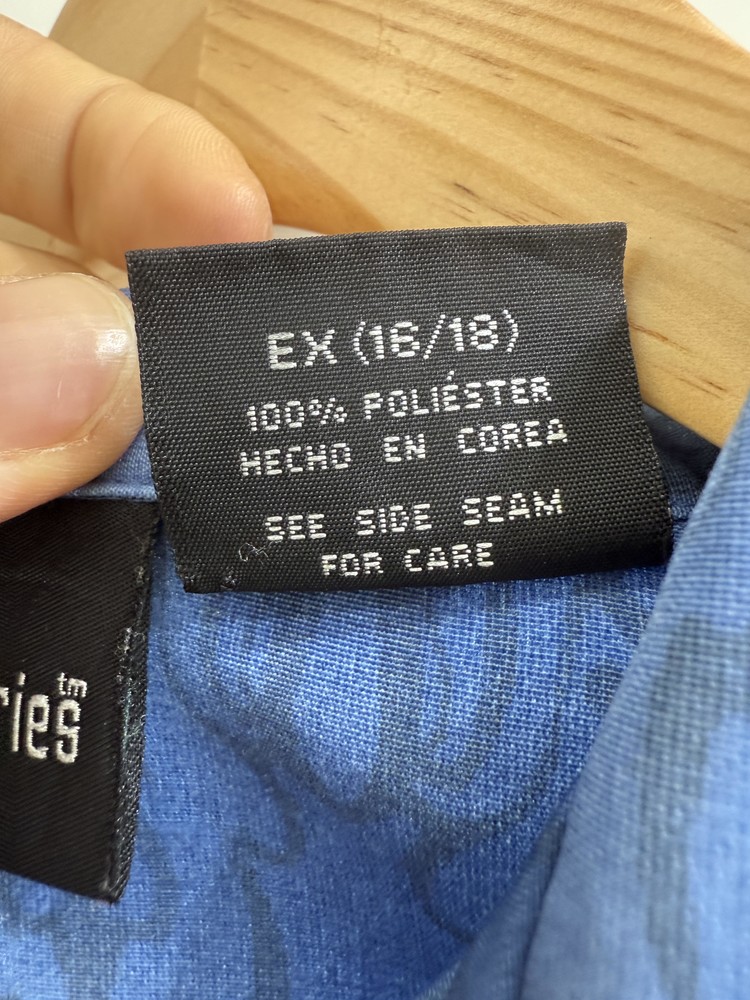 EX (16/18)
100% POLIÉSTER
HECHO EN COREA
SEE SIDE SEAM
FOR CARE
ries™